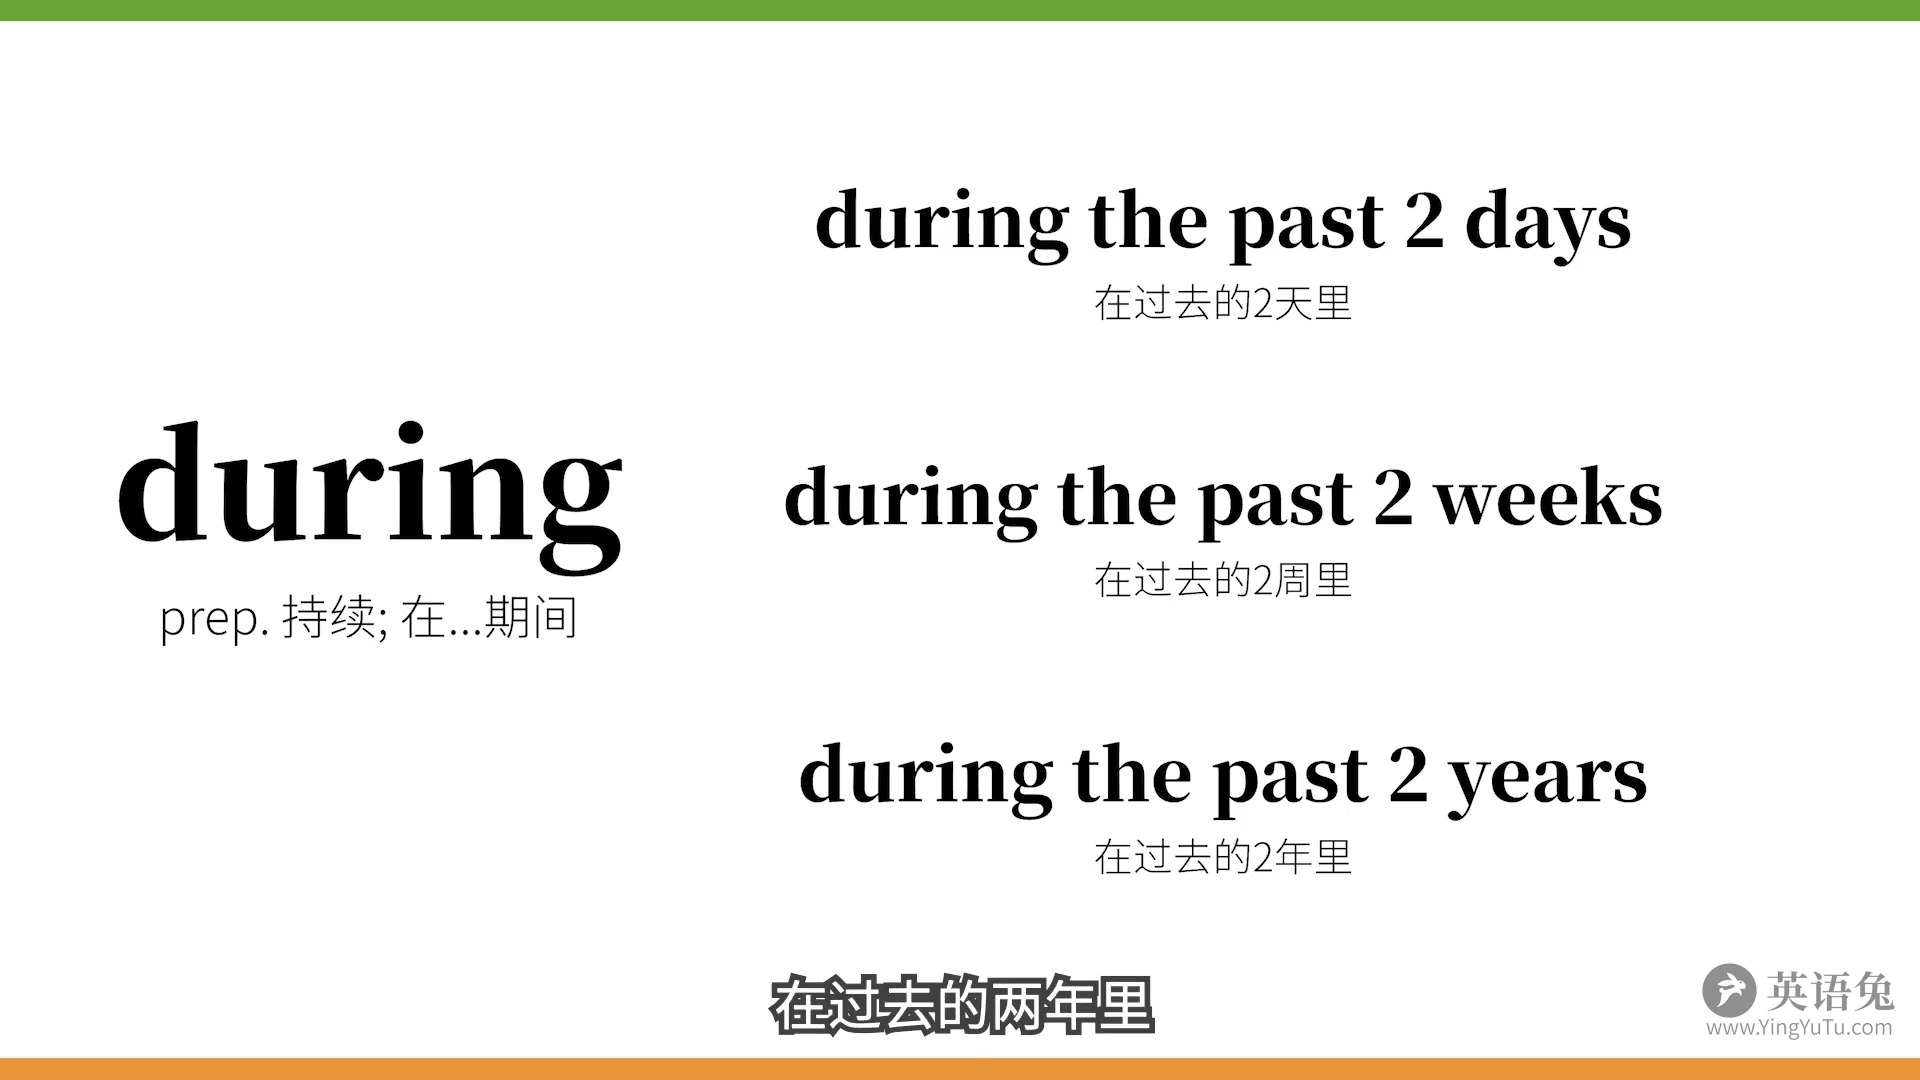 during
prep. 持续; 在...期间
during the past 2 days
在过去的2天里
during the past 2 weeks
在过去的2周里
during the past 2 years
在过去的2年里
在过去的两年里
英语兔
www.YingYuTu.com